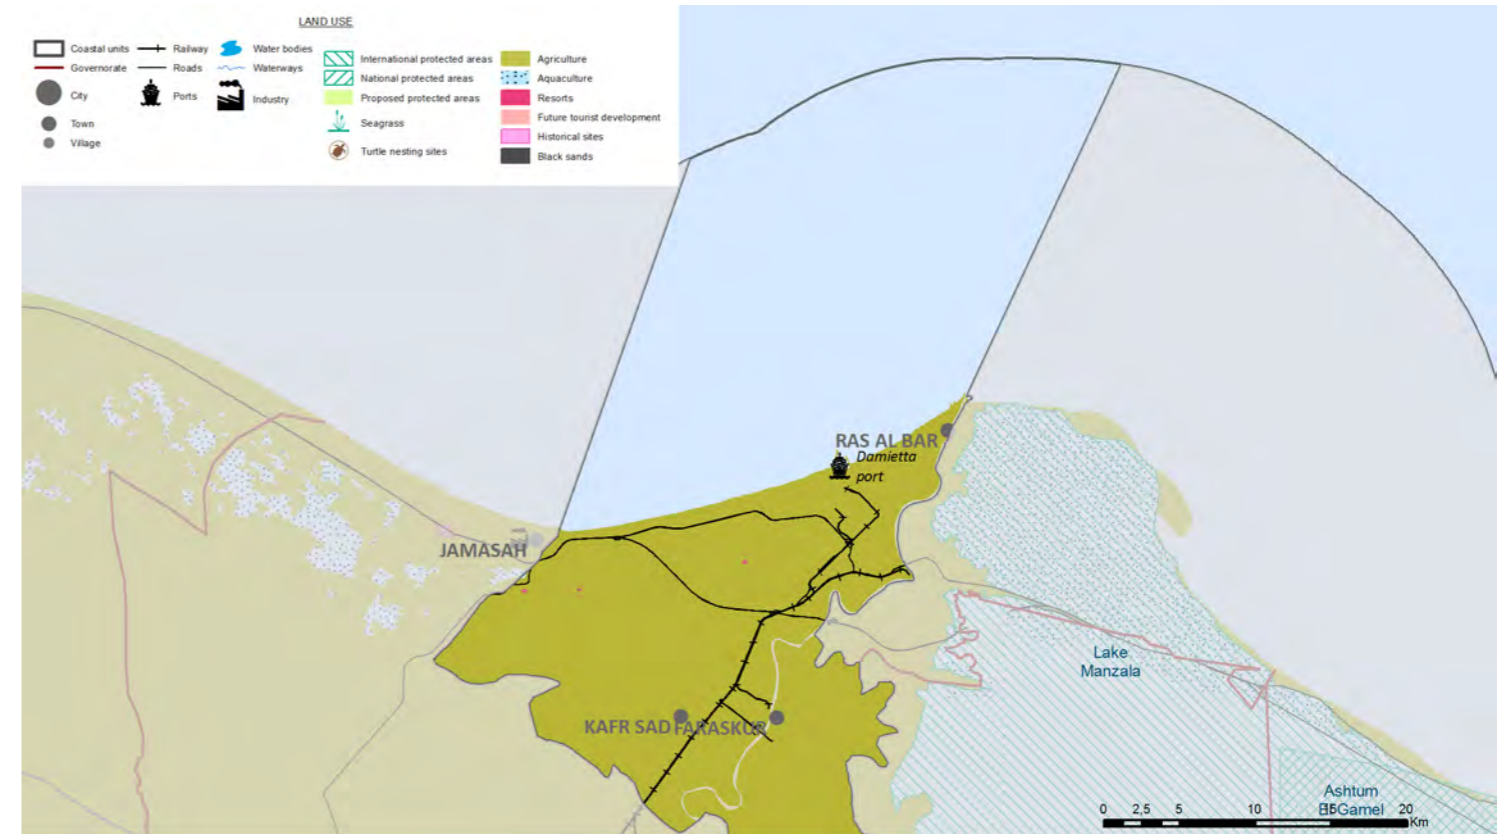 LAND USE
Coastal units
Railway
Water bodies
International protected areas
Agriculture
Governorate
Roads
Waterways
National protected areas
Aquaculture
City
Ports
Industry
Proposed protected areas
Resorts
Town
Seagrass
Future tourist development
Village
Turtle nesting sites
Historical sites
Black sands
RAS AL BAR
Damietta
port
JAMASAH
Lake
Manzala
KAFR SAD
FARASKUR
Ashtum
El Gamel
0 2,5 5 10 15 20
Km